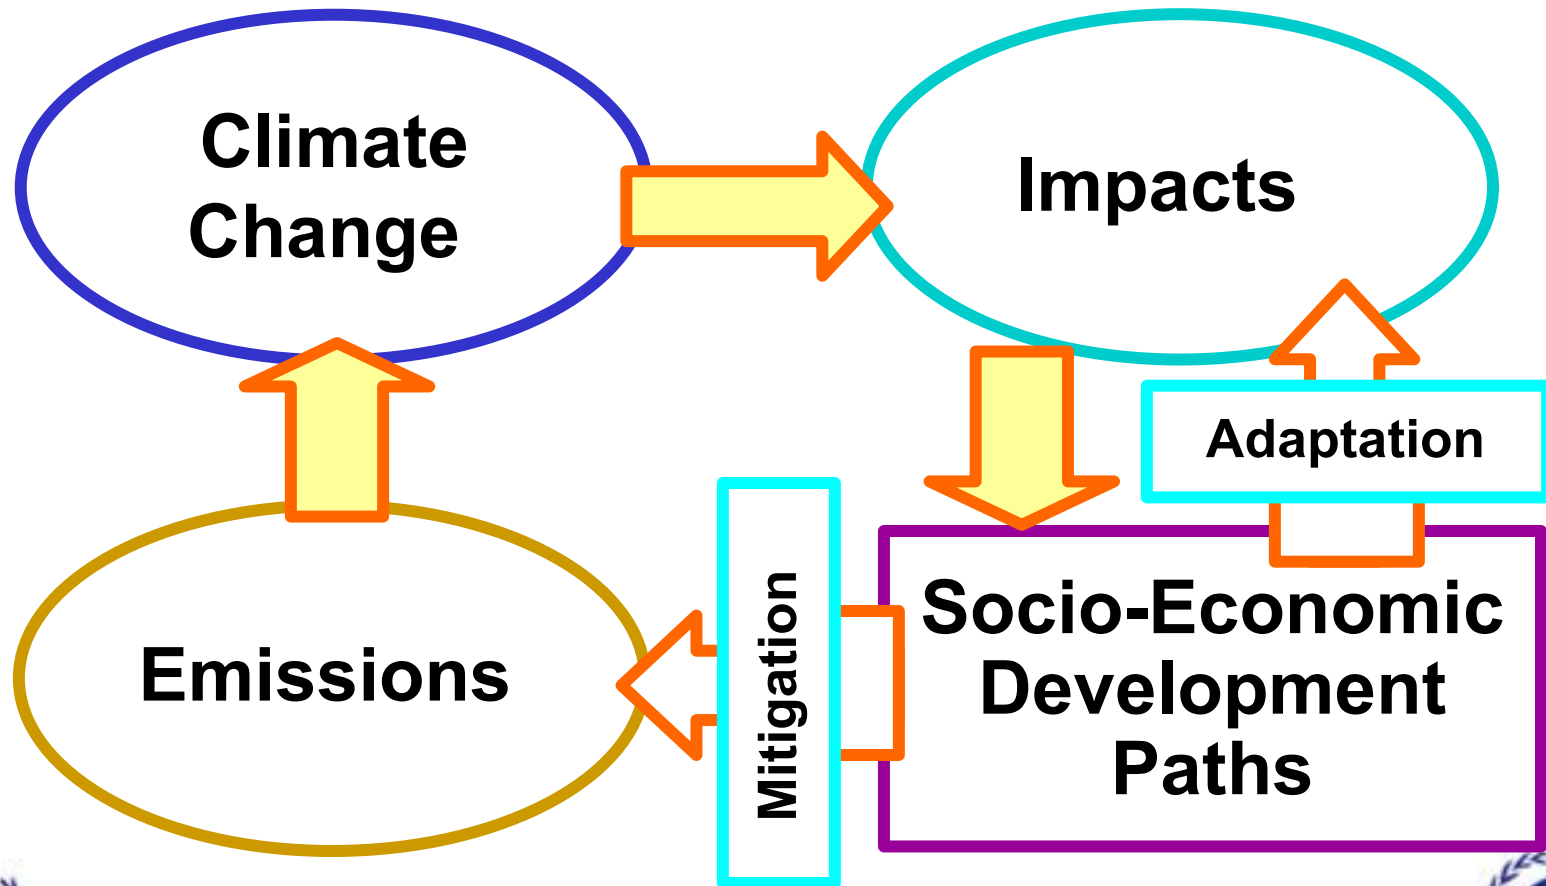 Climate
Change
Impacts
Adaptation
Emissions
Mitigation
Socio-Economic
Development
Paths